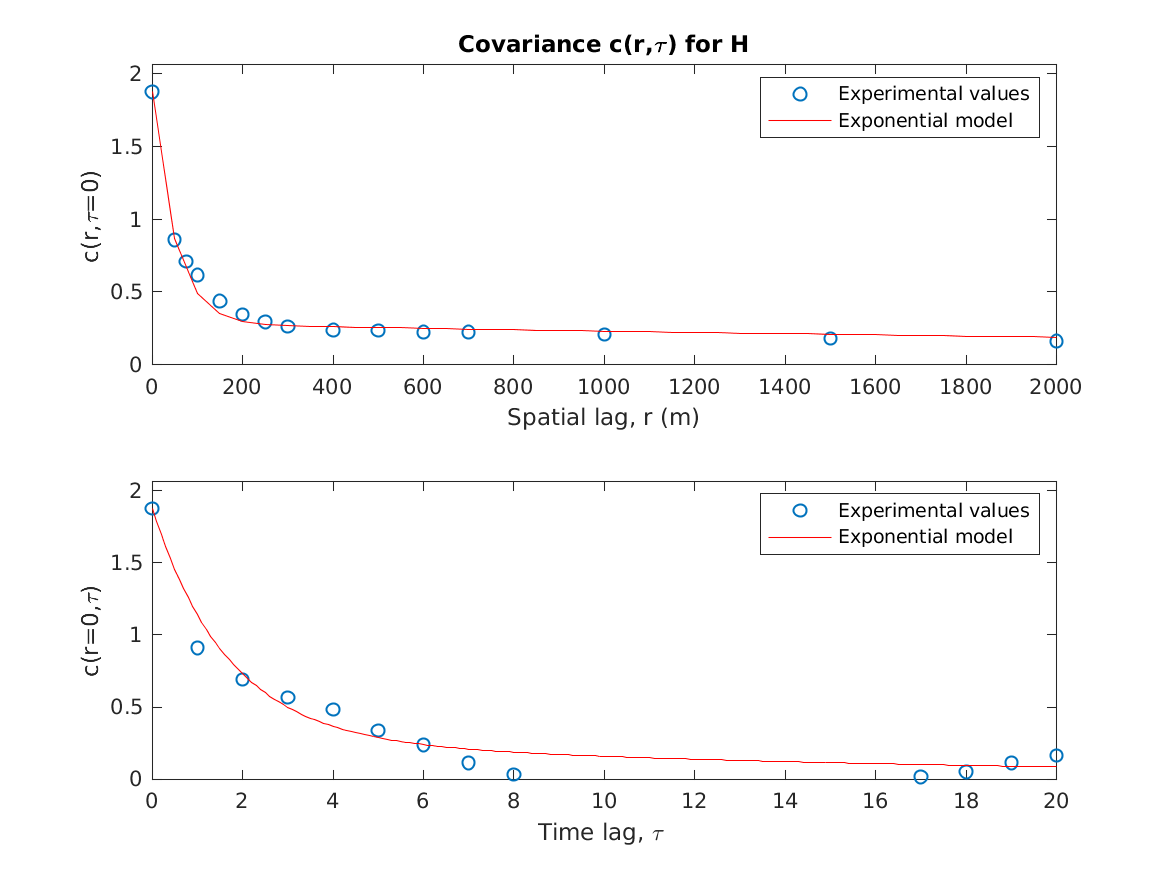 Covariance c(r,τ) for H
2
1.5
1
0.5
0
c(r,τ=0)
Experimental values
Exponential model
0 200 400 600 800 1000 1200 1400 1600 1800 2000
Spatial lag, r (m)
2
1.5
1
0.5
0
c(r=0,τ)
Experimental values
Exponential model
0 2 4 6 8 10 12 14 16 18 20
Time lag, τ